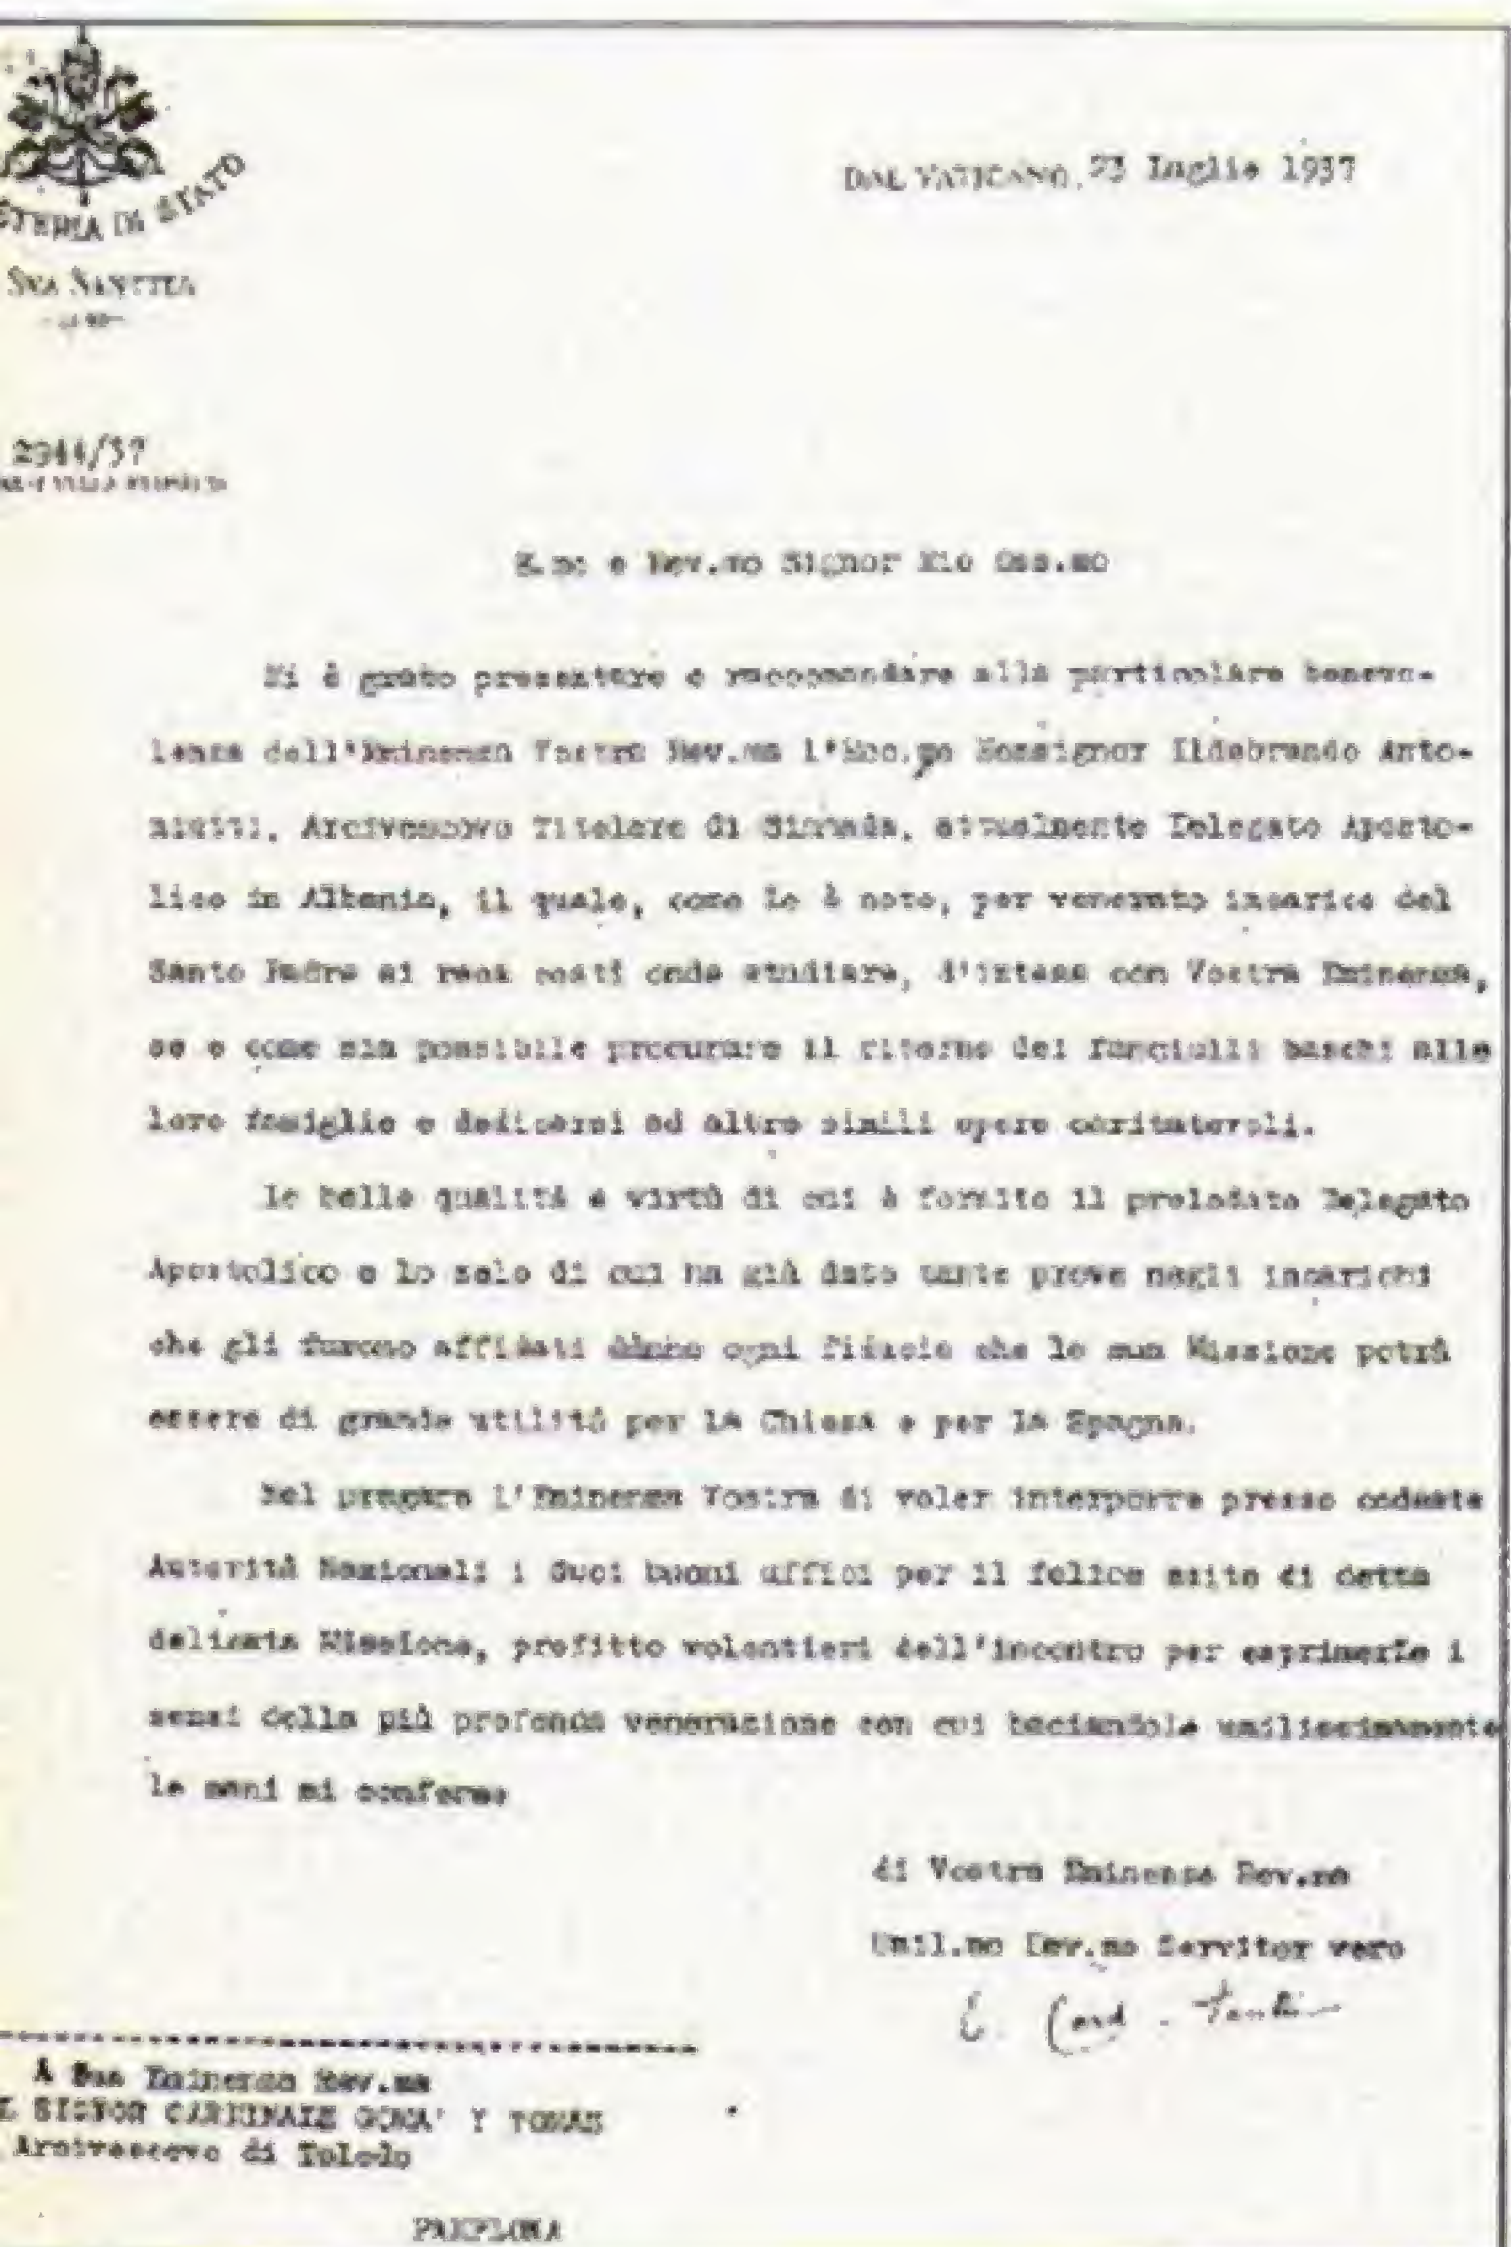 DAL VATICANO, 23 Luglio 1937
TERIA DI STATO
SUA SANTITÀ
2944/37
E.mo e Rev.mo Signor Mio Oss.mo
Mi è grato presentare e raccomandare alla particolare benevo-
lenza dell'Eminenza Vostra Rev.ma l'Ecc.mo Monsignor Ildebrando Anto-
niutti, Arcivescovo Titolare di Sinnada, attualmente Delegato Aposto-
lico in Albania, il quale, come Le è noto, per venerato incarico del
Santo Padre si reca costì onde studiare, d'intesa con Vostra Eminenza,
se e come sia possibile procurare il ritorno dei fanciulli baschi alle
loro famiglie e dedicarsi ad altre simili opere caritatevoli.
Le belle qualità e virtù di cui è fornito il prelodato Delegato
Apostolico e lo zelo di cui ha già dato tante prove negli incarichi
che gli furono affidati danno ogni fiducia che la sua Missione potrà
essere di grande utilità per la Chiesa e per la Spagna.
Nel pregare l'Eminenza Vostra di voler interporre presso codeste
Autorità Nazionali i Suoi buoni uffici per il felice esito di detta
delicata Missione, profitto volentieri dell'incontro per esprimerLe i
sensi della più profonda venerazione con cui baciandoLe umilissimamente
le mani mi confermo
di Vostra Eminenza Rev.ma
Umil.mo Dev.mo Servitor vero
Card.
A Sua Eminenza Rev.ma
L SIGNOR CARDINALE GOMA' Y TOMAS
Arcivescovo di Toledo
PAMPLONA